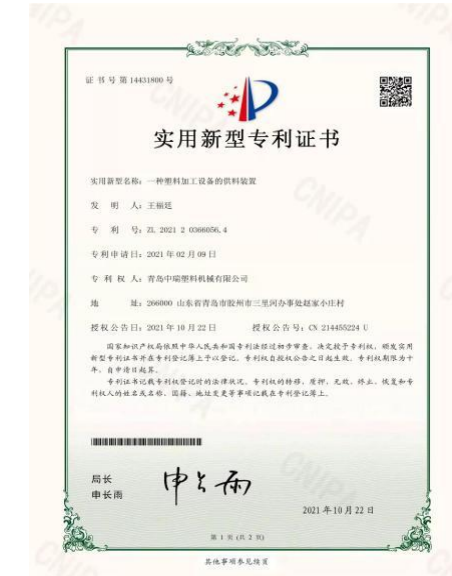 证书号第14431800号
实用新型专利证书
实用新型名称：一种塑料加工设备的供料装置
发 明 人：王福廷
专 利 号：ZL 2021 2 0366056.4
专利申请日：2021年02月09日
专 利 权 人：青岛中瑞塑料机械有限公司
地 址：266000 山东省青岛市胶州市三里河办事处赵家小庄村
授权公告日：2021年10月22日 授权公告号：CN 214455224 U
国家知识产权局依照中华人民共和国专利法经过初步审查，决定授予专利权，颁发实用
新型专利证书并在专利登记簿上予以登记。专利权自授权公告之日起生效。专利权期限为十
年，自申请日起算。
专利证书记载专利权登记时的法律状况。专利权的转移、质押、无效、终止、恢复和专
利权人的姓名或名称、国籍、地址变更等事项记载在专利登记簿上。
局长
申长雨
申长雨
2021年10月22日
第 1 页 (共 2 页)
其他事项参见续页
CNIPA